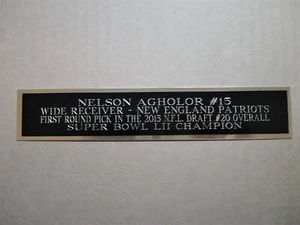 NELSON AGHOLOR #15
WIDE RECEIVER - NEW ENGLAND PATRIOTS
FIRST ROUND PICK IN THE 2015 N.F.L. DRAFT #20 OVERALL
SUPER BOWL LII CHAMPION